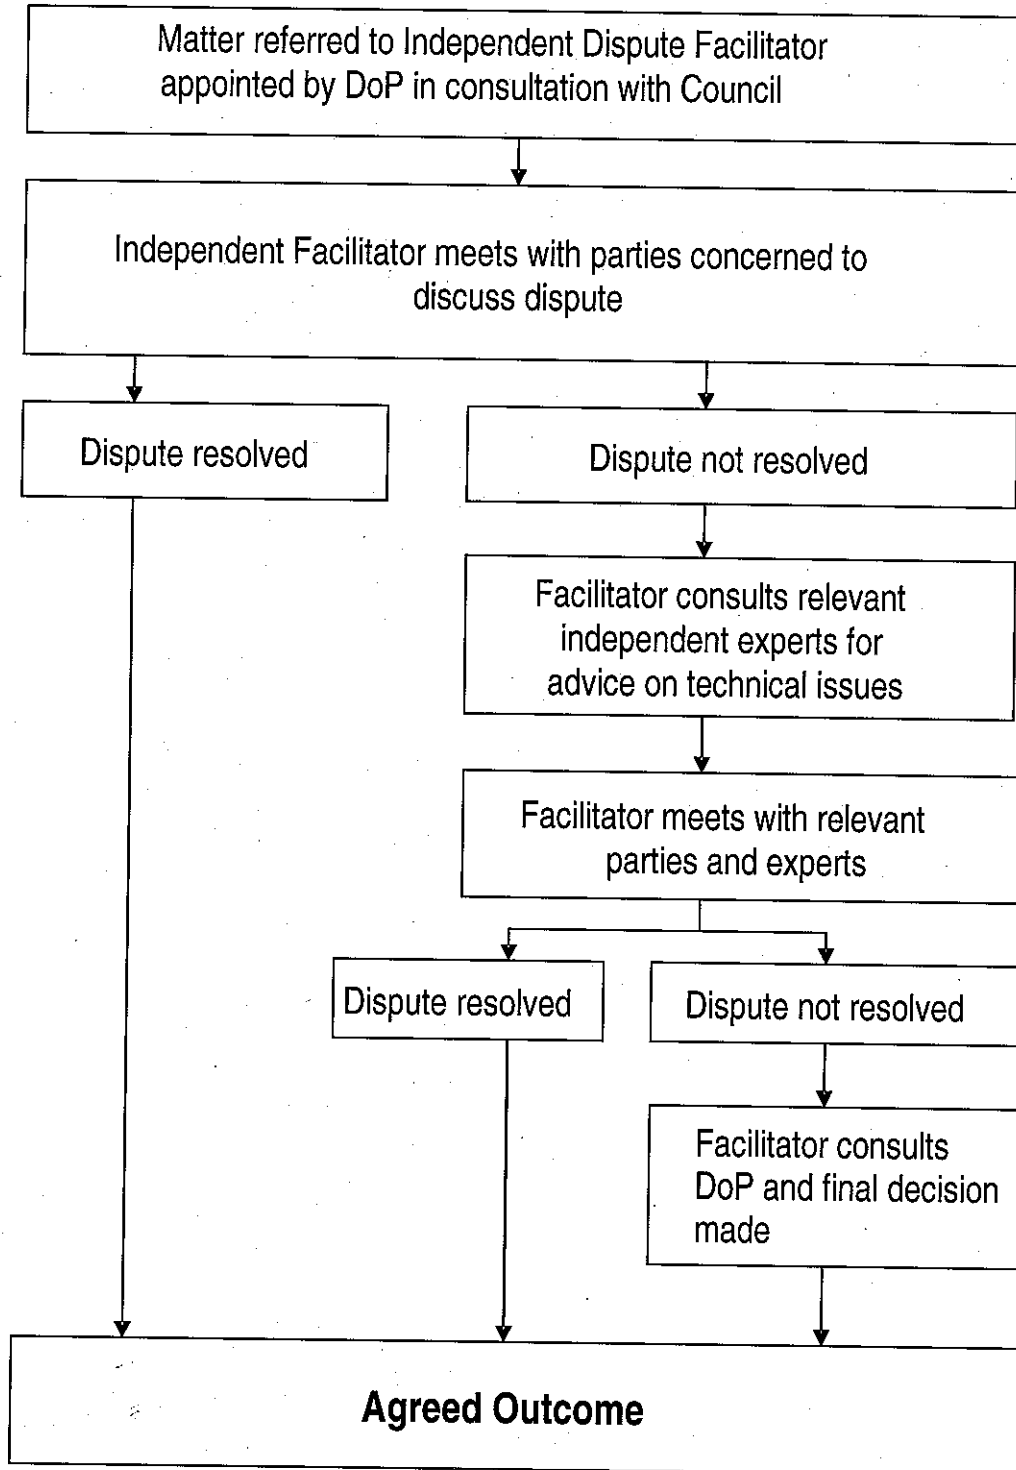 Matter referred to Independent Dispute Facilitator
appointed by DoP in consultation with Council
Independent Facilitator meets with parties concerned to
discuss dispute
Dispute resolved
Dispute not resolved
Facilitator consults relevant
independent experts for
advice on technical issues
Facilitator meets with relevant
parties and experts
Dispute resolved
Dispute not resolved
Facilitator consults
DoP and final decision
made
Agreed Outcome